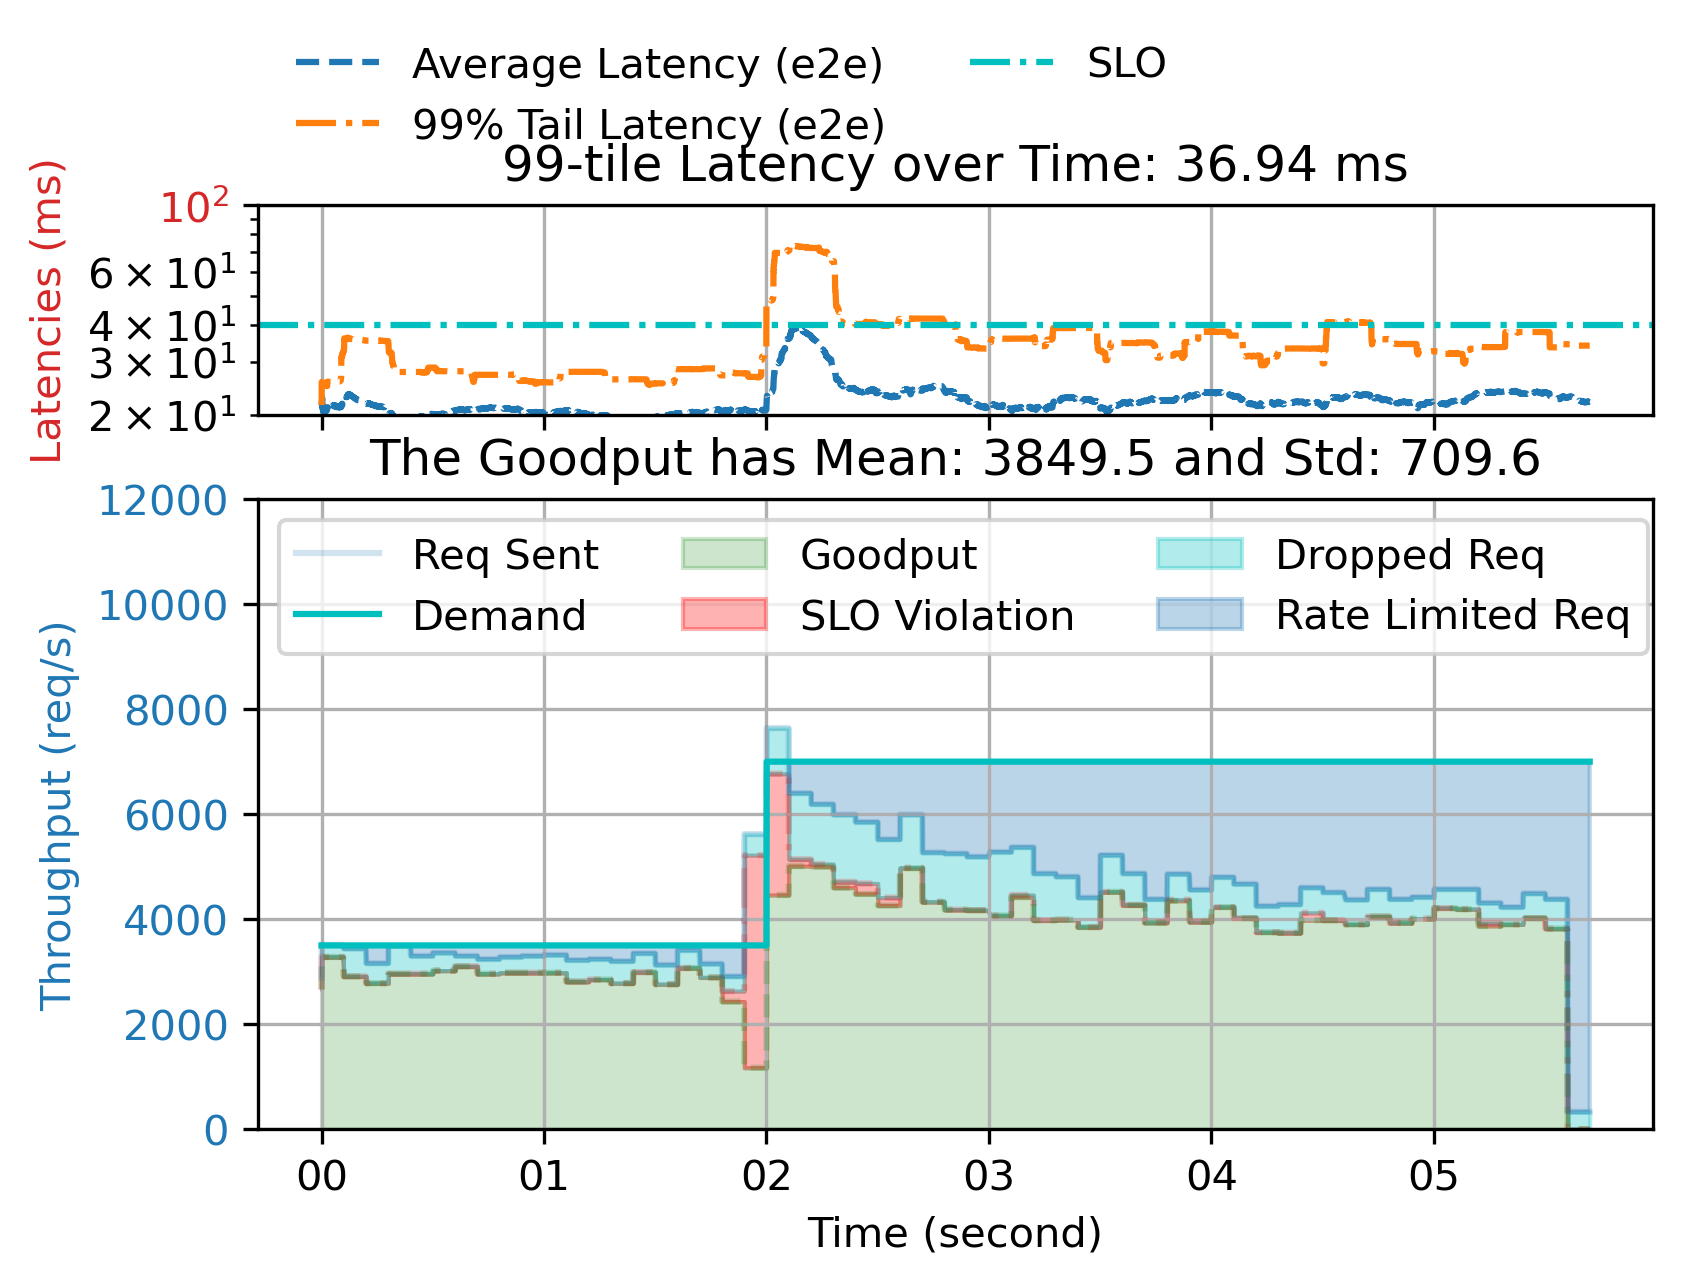 Average Latency (e2e) SLO
99% Tail Latency (e2e)
99-tile Latency over Time: 36.94 ms
Latencies (ms)
10²
6 × 10¹
4 × 10¹
3 × 10¹
2 × 10¹
The Goodput has Mean: 3849.5 and Std: 709.6
Throughput (req/s)
12000
10000
8000
6000
4000
2000
0
Req Sent Goodput Dropped Req
Demand SLO Violation Rate Limited Req
00 01 02 03 04 05
Time (second)